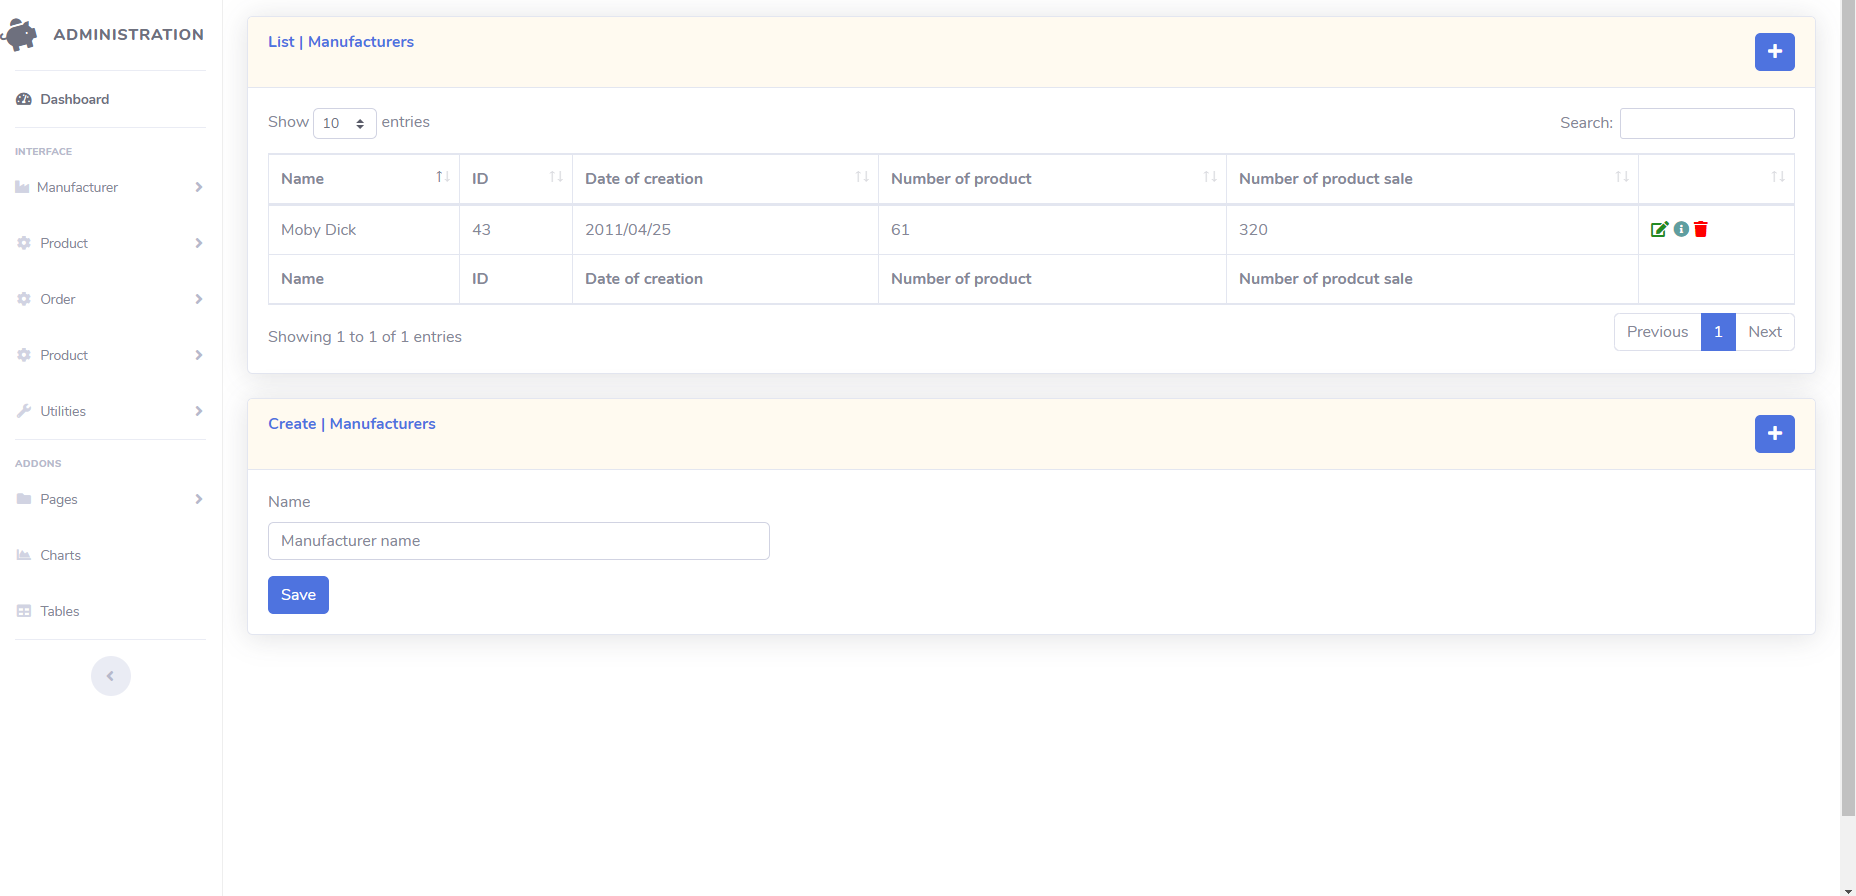 ADMINISTRATION
Dashboard
INTERFACE
Manufacturer
Product
Order
Product
Utilities
ADDONS
Pages
Charts
Tables
List | Manufacturers
Show 10 entries
Search:
Name ID Date of creation Number of product Number of product sale
Moby Dick 43 2011/04/25 61 320
Name ID Date of creation Number of product Number of prodcut sale
Showing 1 to 1 of 1 entries
Previous 1 Next
Create | Manufacturers
Name
Manufacturer name
Save